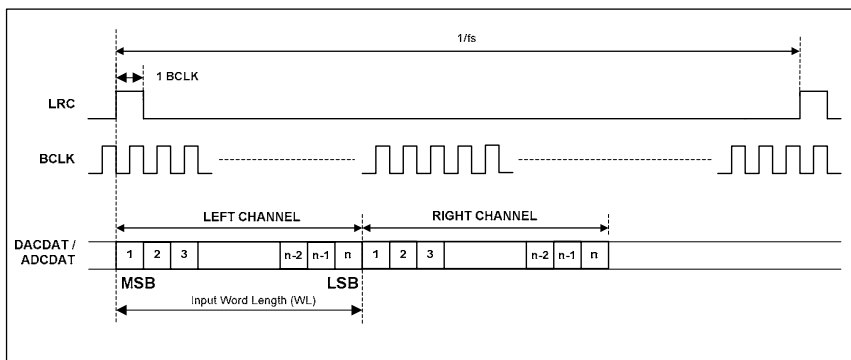 1/fs
1 BCLK
LRC
BCLK
LEFT CHANNEL RIGHT CHANNEL
DACDAT /
ADCDAT
1 2 3 n-2 n-1 n 1 2 3 n-2 n-1 n
MSB LSB
Input Word Length (WL)